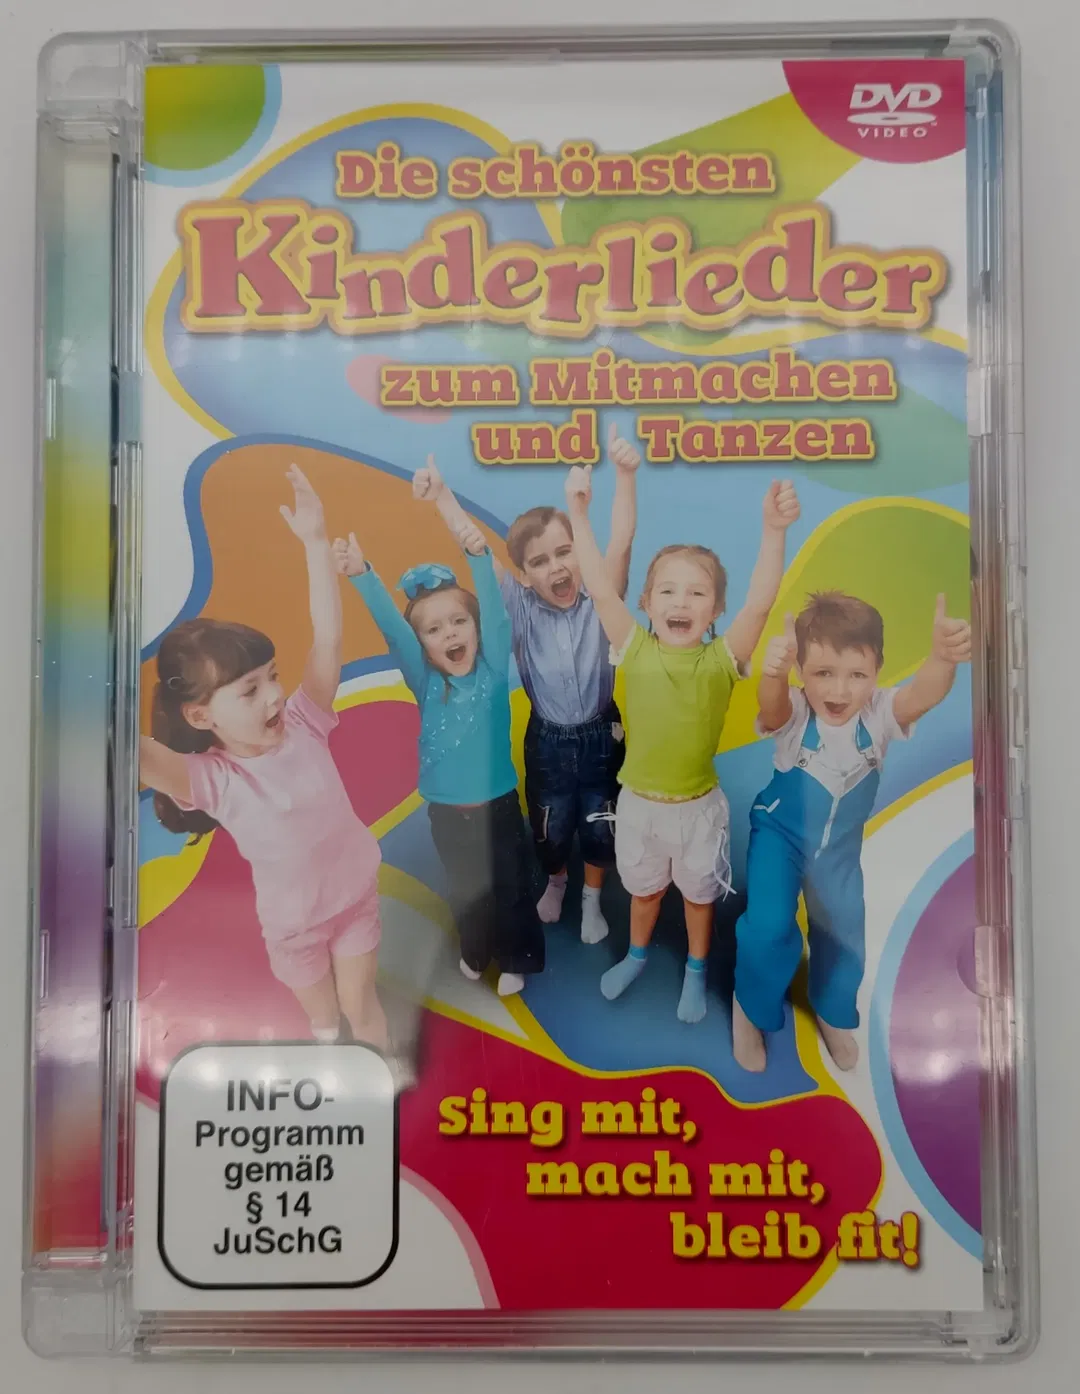 DVD
VIDEO
Die schönsten
Kinderlieder
zum Mitmachen
und Tanzen
Sing mit,
mach mit,
bleib fit!
INFO-
Programm
gemäß
§ 14
JuSchG